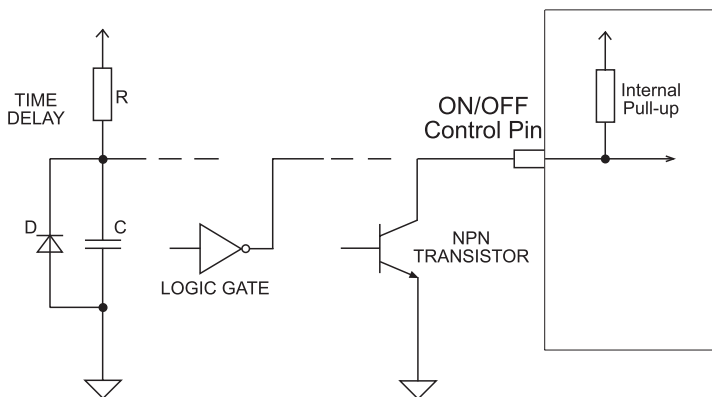 TIME
DELAY
R
D
C
LOGIC GATE
NPN
TRANSISTOR
ON/OFF
Control Pin
Internal
Pull-up